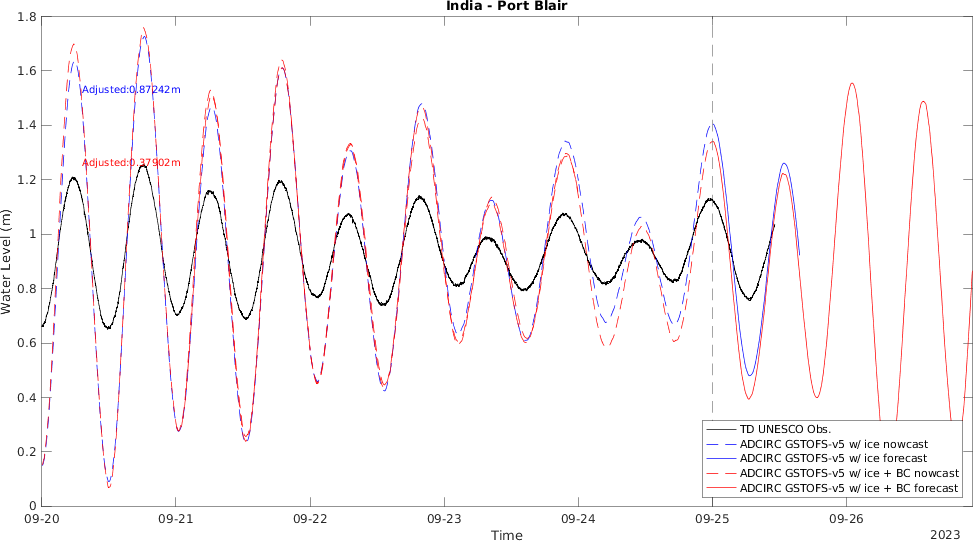 India - Port Blair
1.8
1.6
1.4
1.2
1
0.8
0.6
0.4
0.2
0
Water Level (m)
Adjusted:0.87242m
Adjusted:0.37902m
TD UNESCO Obs.
ADCIRC GSTOFS-v5 w/ ice nowcast
ADCIRC GSTOFS-v5 w/ ice forecast
ADCIRC GSTOFS-v5 w/ ice + BC nowcast
ADCIRC GSTOFS-v5 w/ ice + BC forecast
09-20 09-21 09-22 09-23 09-24 09-25 09-26
Time
2023